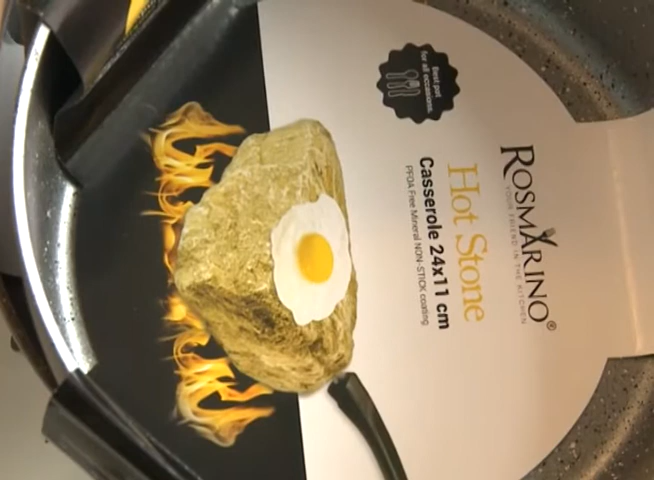 ROSMARINO®
YOUR FRIEND IN THE KITCHEN
Hot Stone
Casserole 24x11 cm
PFOA Free Mineral NON-STICK coating
Best pot
for all occasions.